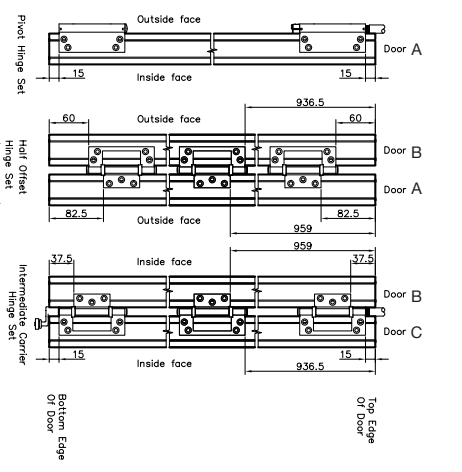 Pivot Hinge Set
Outside face
Door A
15
15
Inside face
936.5
60
60
Outside face
Half Offset
Hinge Set
Door B
Door A
82.5
82.5
Outside face
959
959
37.5
37.5
Inside face
Intermediate Carrier
Hinge Set
Door B
Door C
15
15
Inside face
936.5
Bottom Edge
Of Door
Top Edge
Of Door